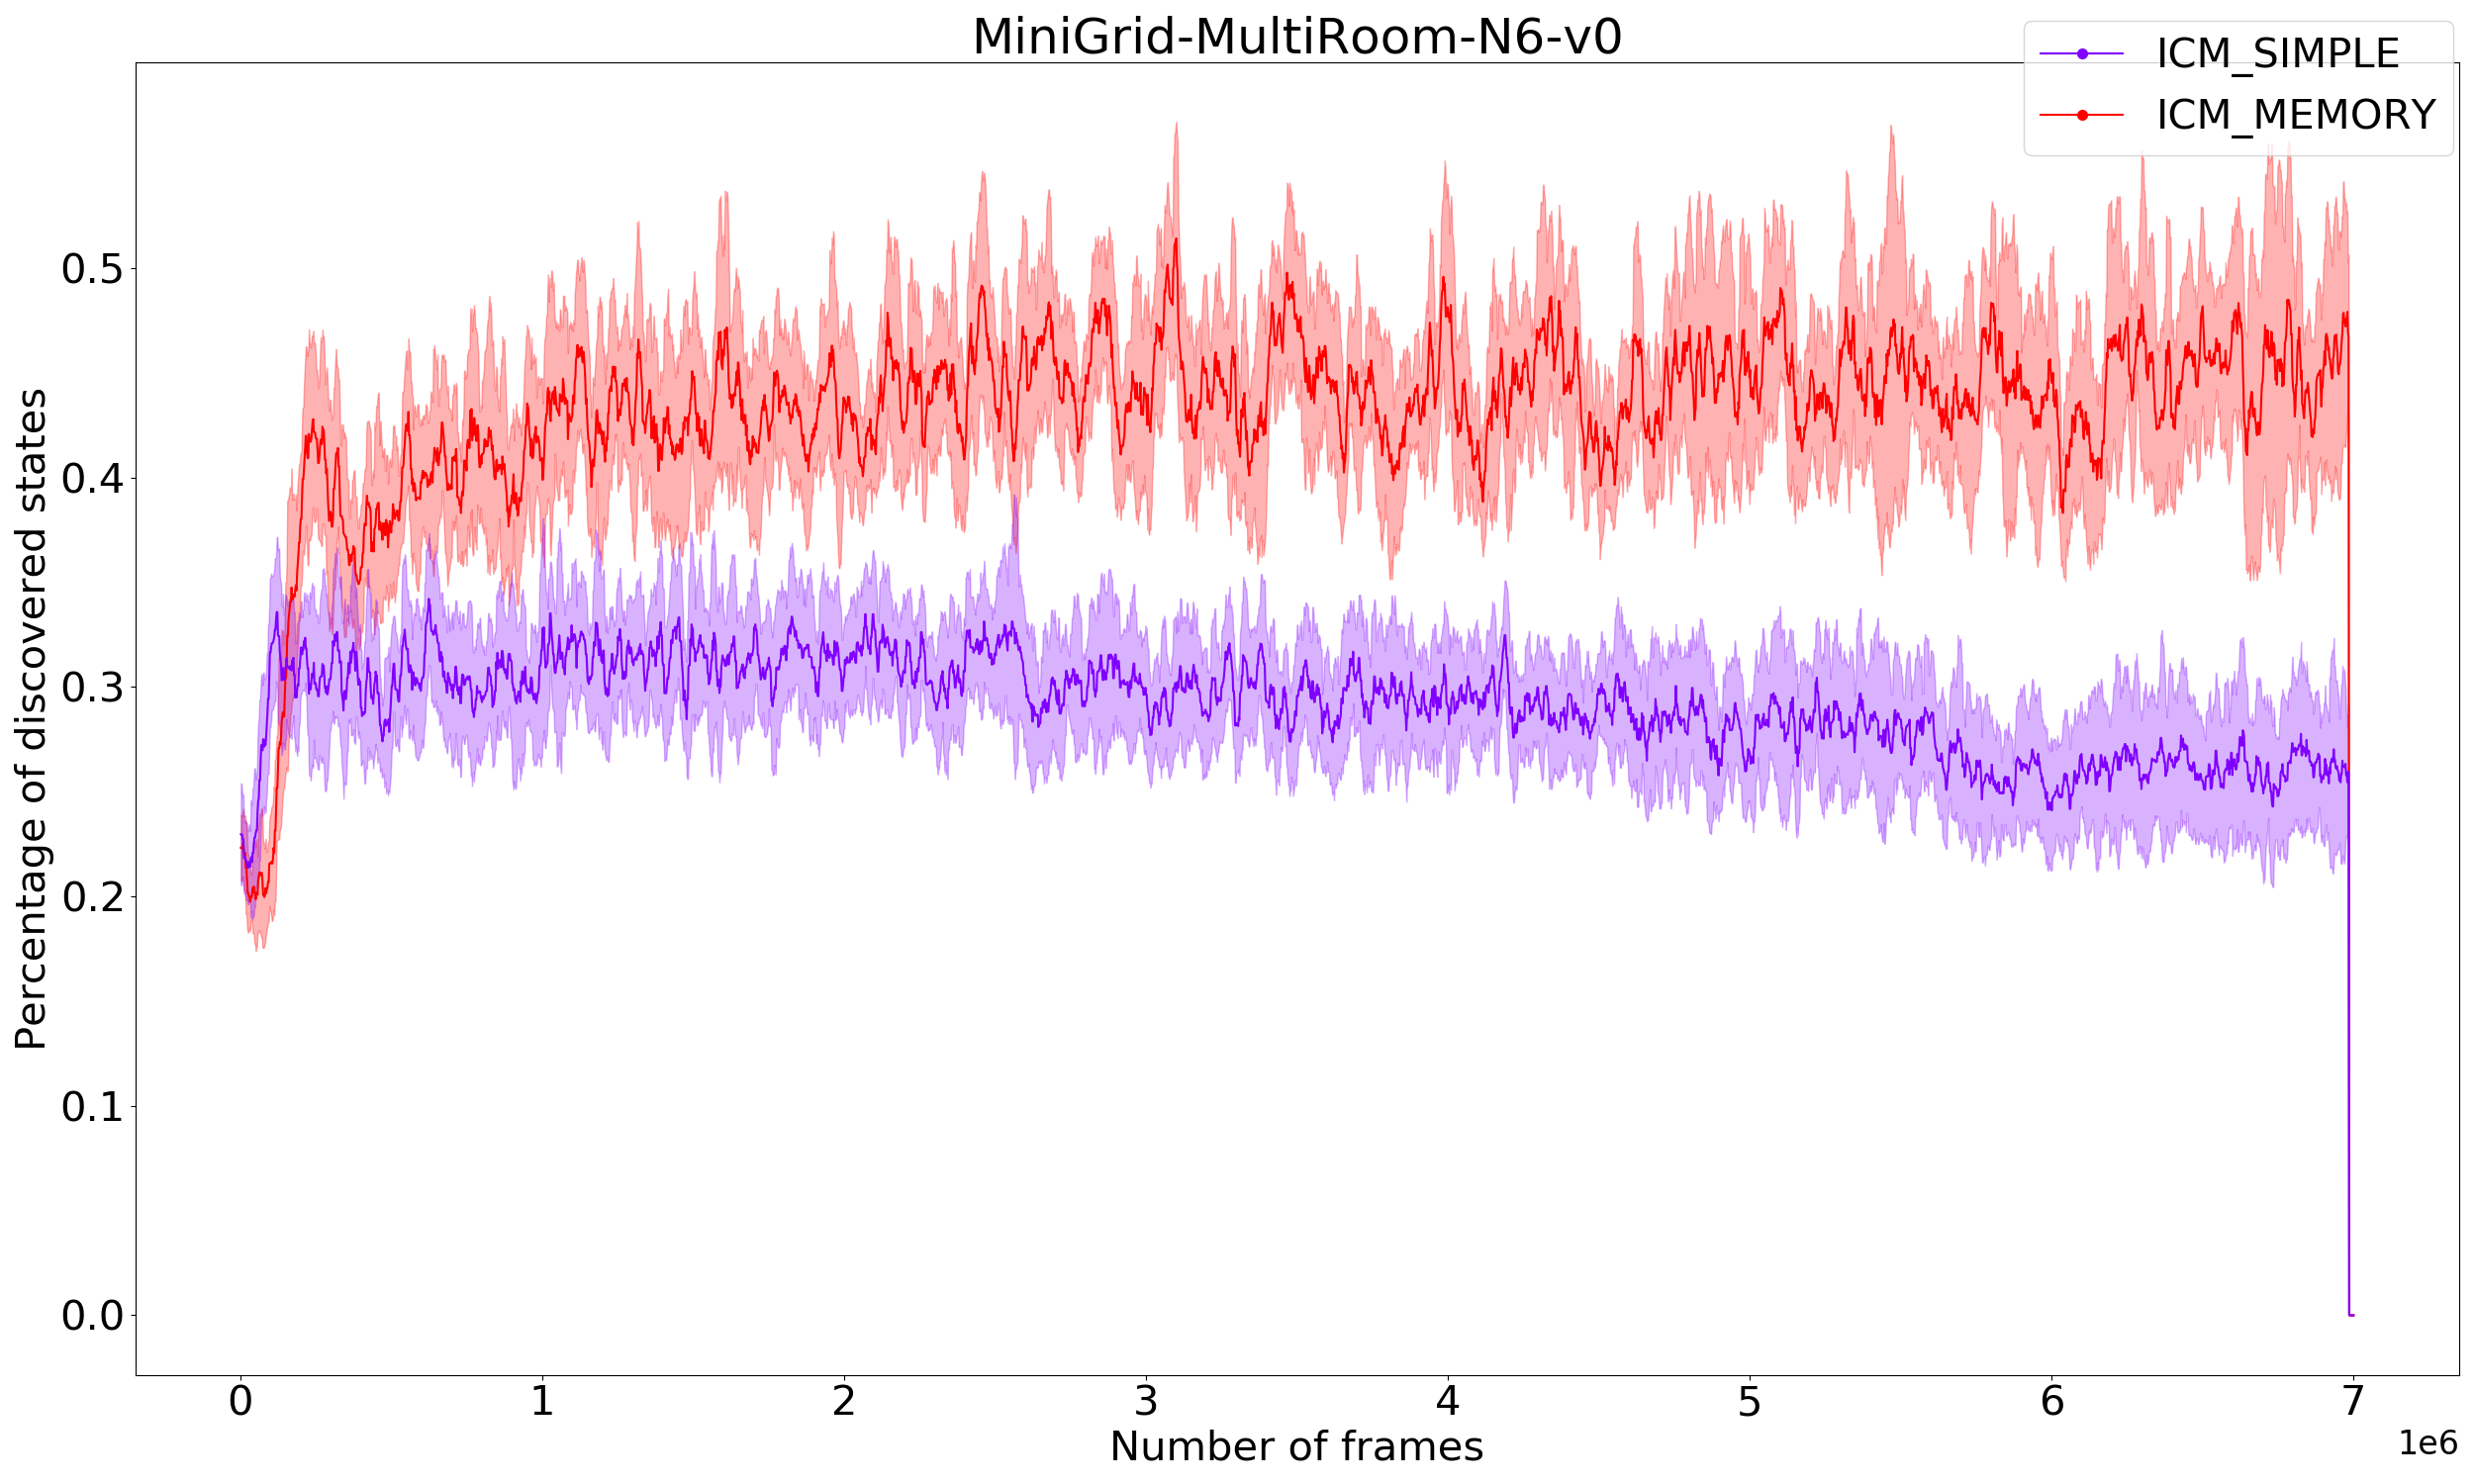 MiniGrid-MultiRoom-N6-v0
ICM_SIMPLE
ICM_MEMORY
Percentage of discovered states
0.5
0.4
0.3
0.2
0.1
0.0
0 1 2 3 4 5 6 7
1e6
Number of frames